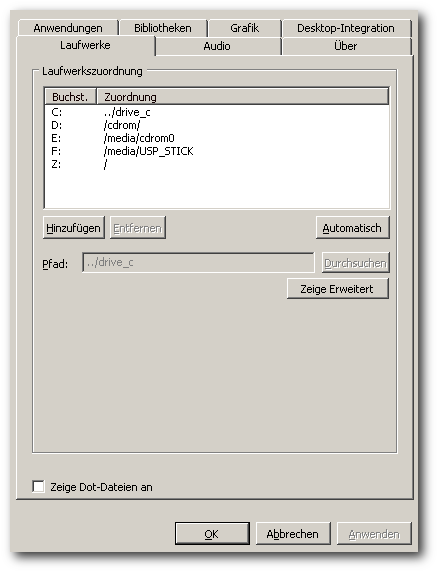 Anwendungen Bibliotheken Grafik Desktop-Integration
Laufwerke Audio Über
Laufwerkszuordnung
Buchst. Zuordnung
C: ../drive_c
D: /cdrom/
E: /media/cdrom0
F: /media/USP_STICK
Z: /
Hinzufügen Entfernen Automatisch
Pfad: ../drive_c Durchsuchen
Zeige Erweitert
Zeige Dot-Dateien an
OK Abbrechen Anwenden